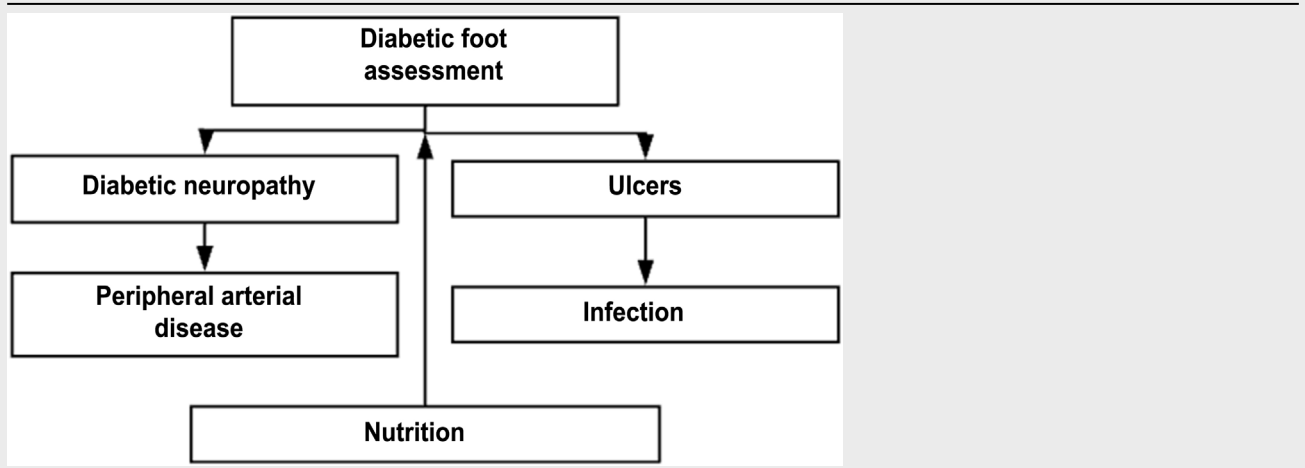 Diabetic foot
assessment
Diabetic neuropathy
Ulcers
Peripheral arterial
disease
Infection
Nutrition